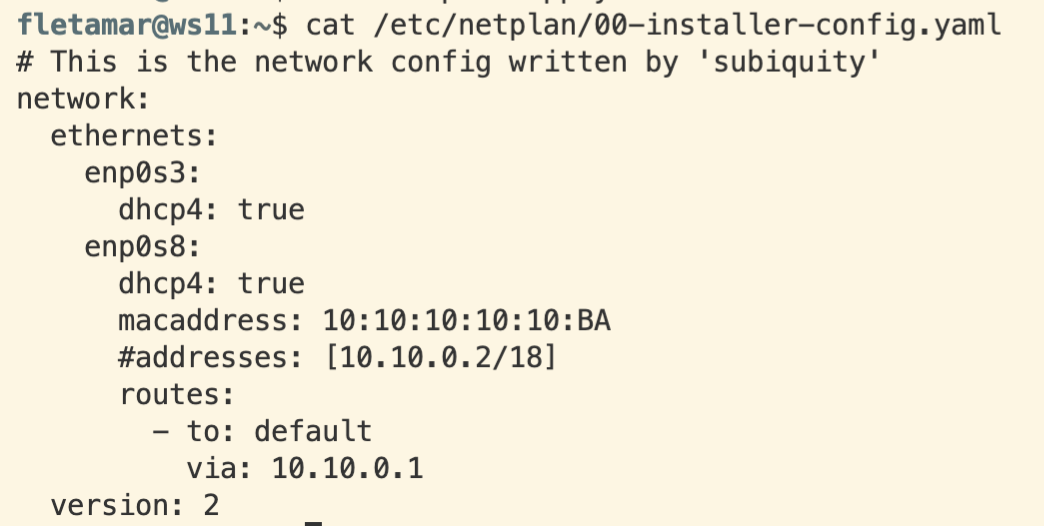 fletamar@ws11:~$ cat /etc/netplan/00-installer-config.yaml
# This is the network config written by 'subiquity'
network:
  ethernets:
    enp0s3:
      dhcp4: true
    enp0s8:
      dhcp4: true
      macaddress: 10:10:10:10:10:BA
      #addresses: [10.10.0.2/18]
      routes:
        - to: default
          via: 10.10.0.1
  version: 2